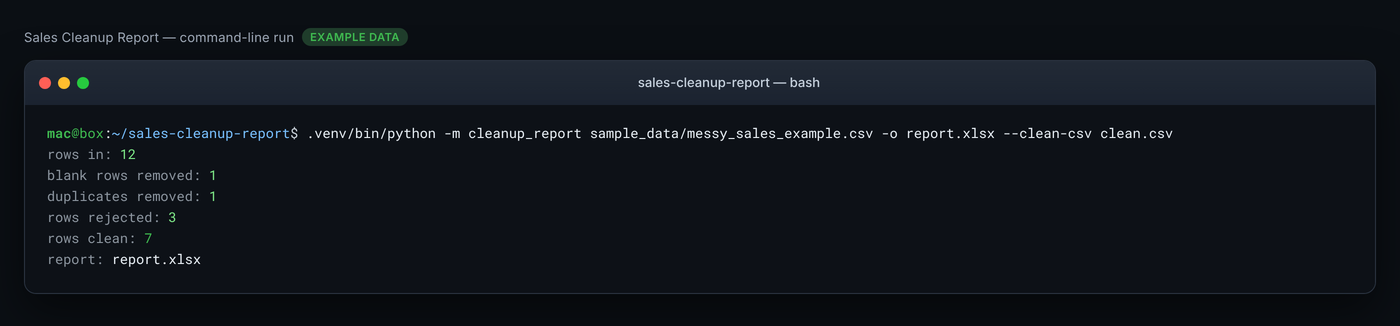 Sales Cleanup Report — command-line run EXAMPLE DATA
sales-cleanup-report — bash
mac@box:~/sales-cleanup-report$ .venv/bin/python -m cleanup_report sample_data/messy_sales_example.csv -o report.xlsx --clean-csv clean.csv
rows in: 12
blank rows removed: 1
duplicates removed: 1
rows rejected: 3
rows clean: 7
report: report.xlsx